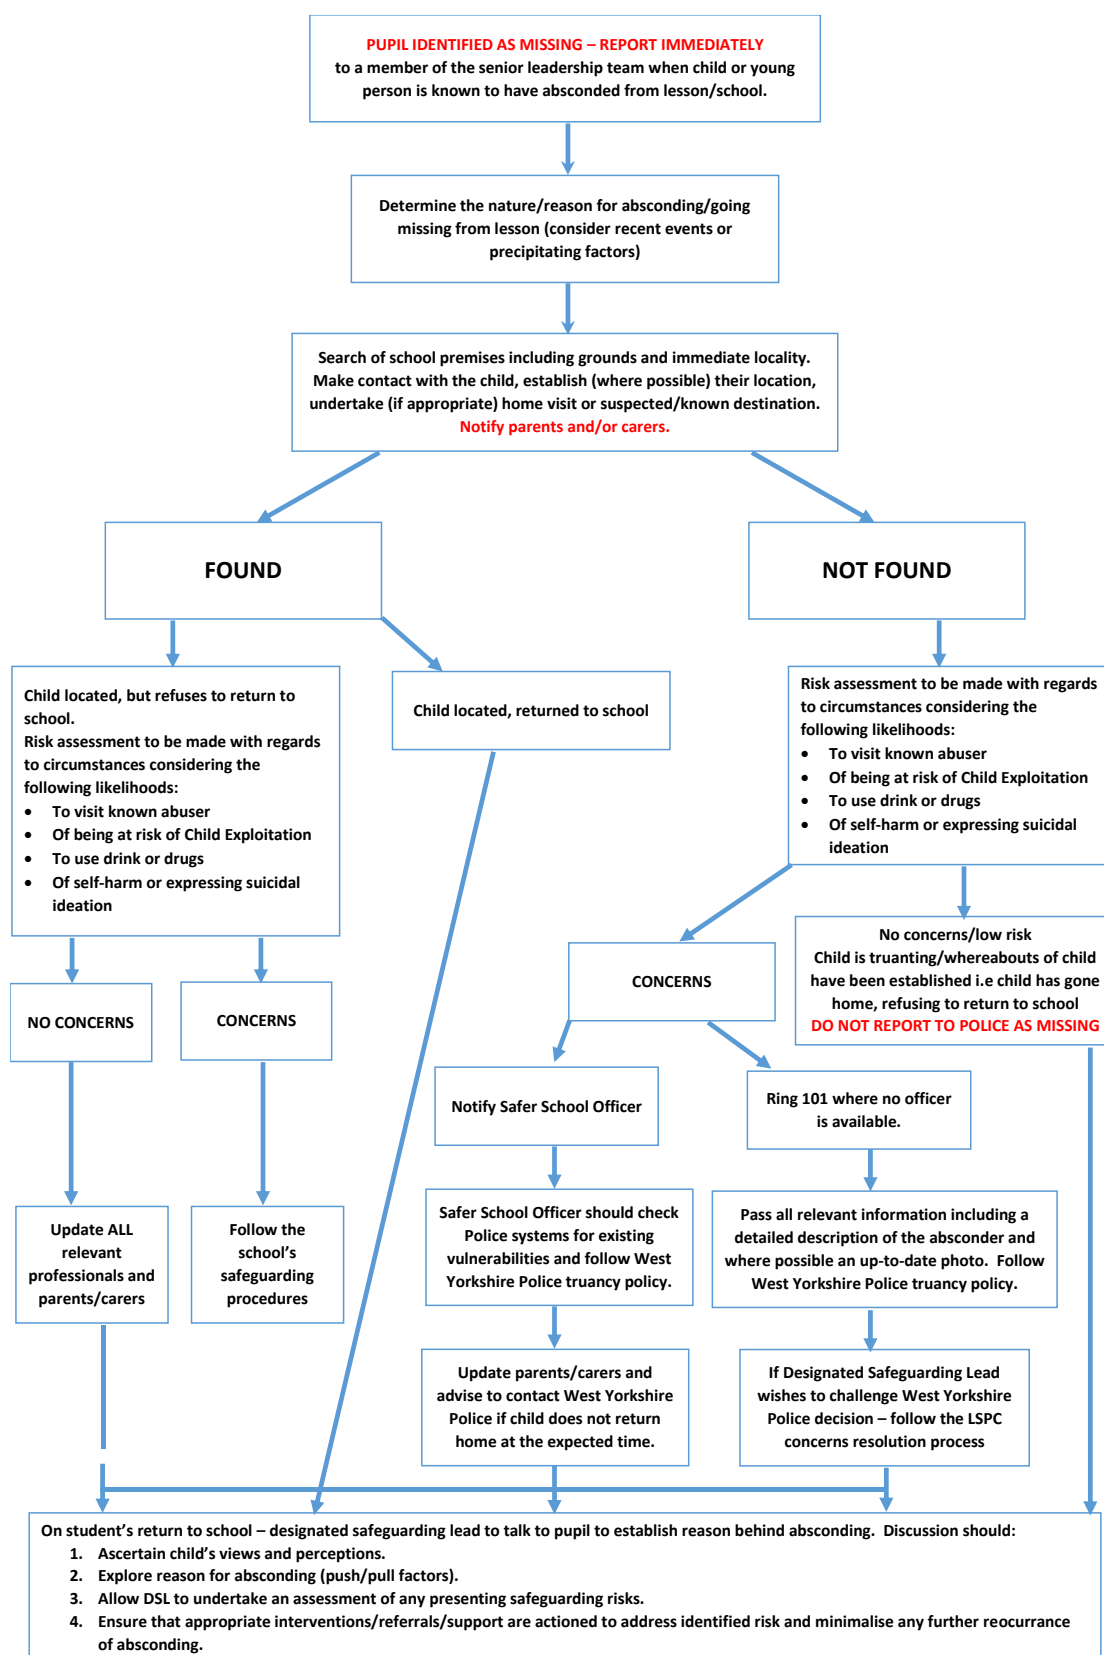 PUPIL IDENTIFIED AS MISSING – REPORT IMMEDIATELY
to a member of the senior leadership team when child or young
person is known to have absconded from lesson/school.
Determine the nature/reason for absconding/going
missing from lesson (consider recent events or
precipitating factors)
Search of school premises including grounds and immediate locality.
Make contact with the child, establish (where possible) their location,
undertake (if appropriate) home visit or suspected/known destination.
Notify parents and/or carers.
FOUND
NOT FOUND
Child located, but refuses to return to
school.
Risk assessment to be made with regards
to circumstances considering the
following likelihoods:
• To visit known abuser
• Of being at risk of Child Exploitation
• To use drink or drugs
• Of self-harm or expressing suicidal
ideation
Child located, returned to school
Risk assessment to be made with regards
to circumstances considering the
following likelihoods:
• To visit known abuser
• Of being at risk of Child Exploitation
• To use drink or drugs
• Of self-harm or expressing suicidal
ideation
NO CONCERNS
CONCERNS
CONCERNS
No concerns/low risk
Child is truanting/whereabouts of child
have been established i.e child has gone
home, refusing to return to school
DO NOT REPORT TO POLICE AS MISSING
Notify Safer School Officer
Ring 101 where no officer
is available.
Update ALL
relevant
professionals and
parents/carers
Follow the
school's
safeguarding
procedures
Safer School Officer should check
Police systems for existing
vulnerabilities and follow West
Yorkshire Police truancy policy.
Pass all relevant information including a
detailed description of the absconder and
where possible an up-to-date photo.  Follow
West Yorkshire Police truancy policy.
Update parents/carers and
advise to contact West Yorkshire
Police if child does not return
home at the expected time.
If Designated Safeguarding Lead
wishes to challenge West Yorkshire
Police decision – follow the LSPC
concerns resolution process
On student's return to school – designated safeguarding lead to talk to pupil to establish reason behind absconding.  Discussion should:
1. Ascertain child's views and perceptions.
2. Explore reason for absconding (push/pull factors).
3. Allow DSL to undertake an assessment of any presenting safeguarding risks.
4. Ensure that appropriate interventions/referrals/support are actioned to address identified risk and minimalise any further reocurrance
of absconding.